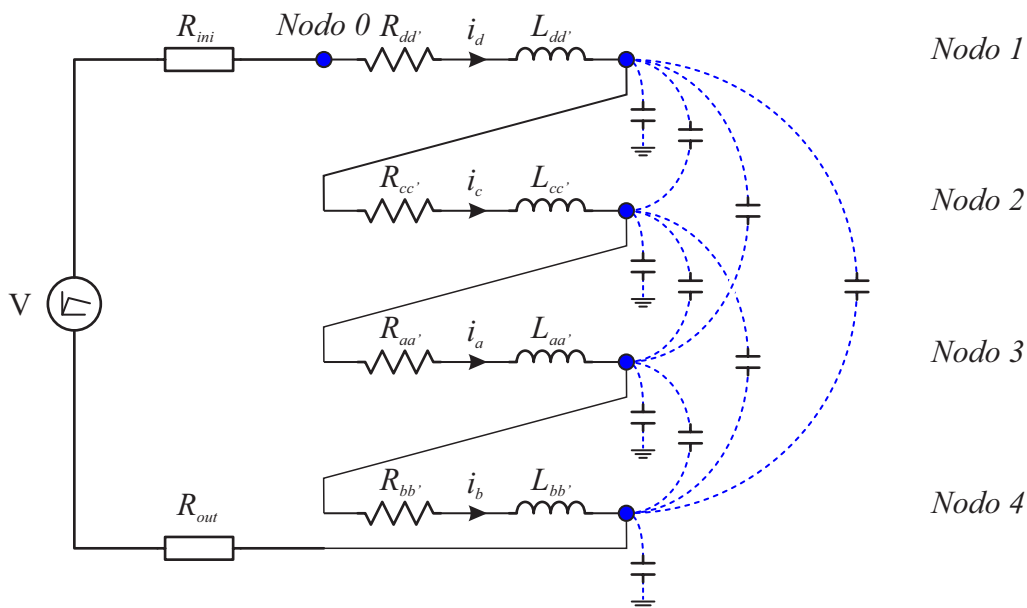 R_ini Nodo 0 R_dd' i_d L_dd' Nodo 1
R_cc' i_c L_cc' Nodo 2
V
R_aa' i_a L_aa' Nodo 3
R_out R_bb' i_b L_bb' Nodo 4